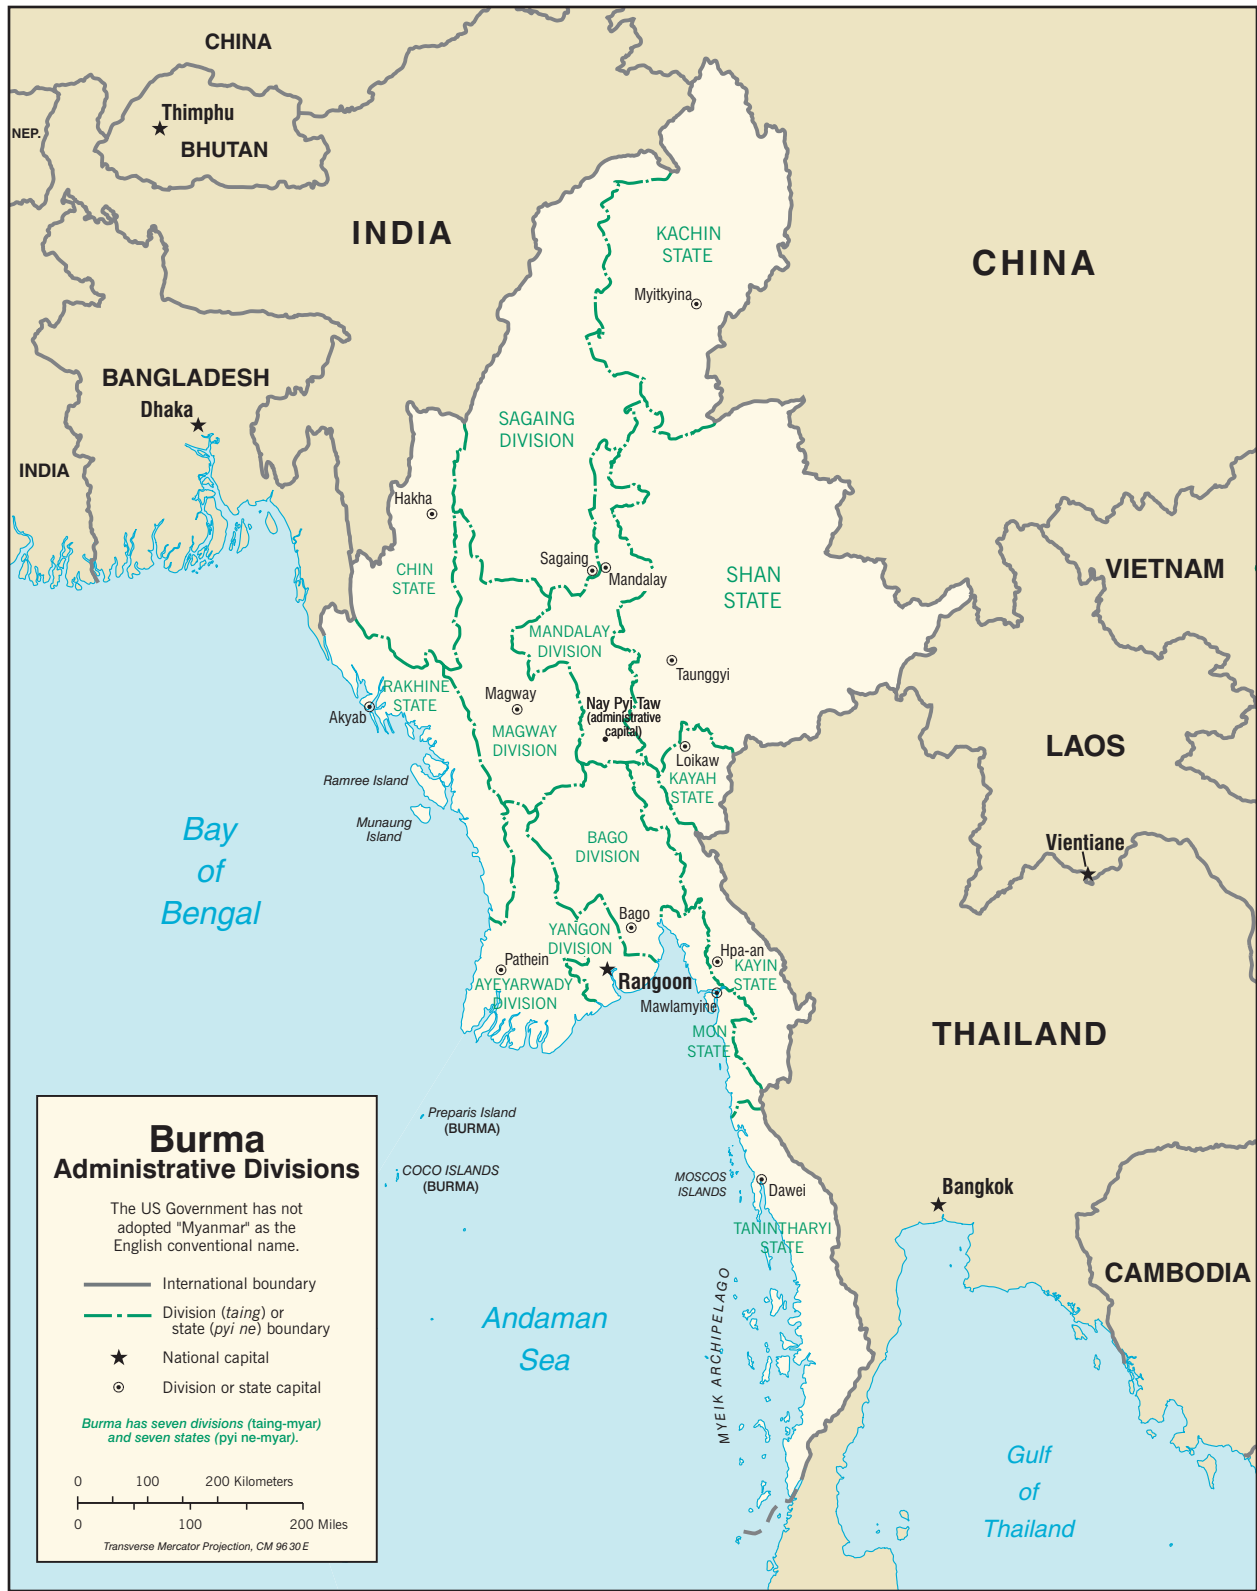 CHINA
Thimphu
NEP.
BHUTAN
INDIA
KACHIN
STATE
CHINA
Myitkyina
BANGLADESH
Dhaka
SAGAING
DIVISION
INDIA
Hakha
CHIN
STATE
Sagaing
Mandalay
SHAN
STATE
VIETNAM
MANDALAY
DIVISION
Taunggyi
RAKHINE
STATE
Akyab
Magway
MAGWAY
DIVISION
Nay Pyi Taw
(administrative
capital)
Loikaw
KAYAH
STATE
LAOS
Ramree Island
Munaung
Island
Bay
of
Bengal
BAGO
DIVISION
Vientiane
Bago
YANGON
DIVISION
Pathein
AYEYARWADY
DIVISION
Rangoon
Hpa-an
KAYIN
STATE
Mawlamyine
MON
STATE
THAILAND
Preparis Island
(BURMA)
COCO ISLANDS
(BURMA)
MOSCOS
ISLANDS
Dawei
Bangkok
TANINTHARYI
STATE
CAMBODIA
MYEIK ARCHIPELAGO
Andaman
Sea
Gulf
of
Thailand
Burma
Administrative Divisions
The US Government has not
adopted "Myanmar" as the
English conventional name.
International boundary
Division (taing) or
state (pyi ne) boundary
National capital
Division or state capital
Burma has seven divisions (taing-myar)
and seven states (pyi ne-myar).
0 100 200 Kilometers
0 100 200 Miles
Transverse Mercator Projection, CM 96 30 E